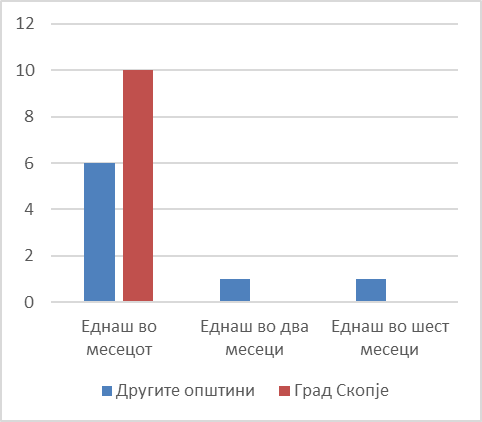 12
10
8
6
4
2
0
Еднаш во
месецот
Еднаш во два
месеци
Еднаш во шест
месеци
Другите општини
Град Скопје